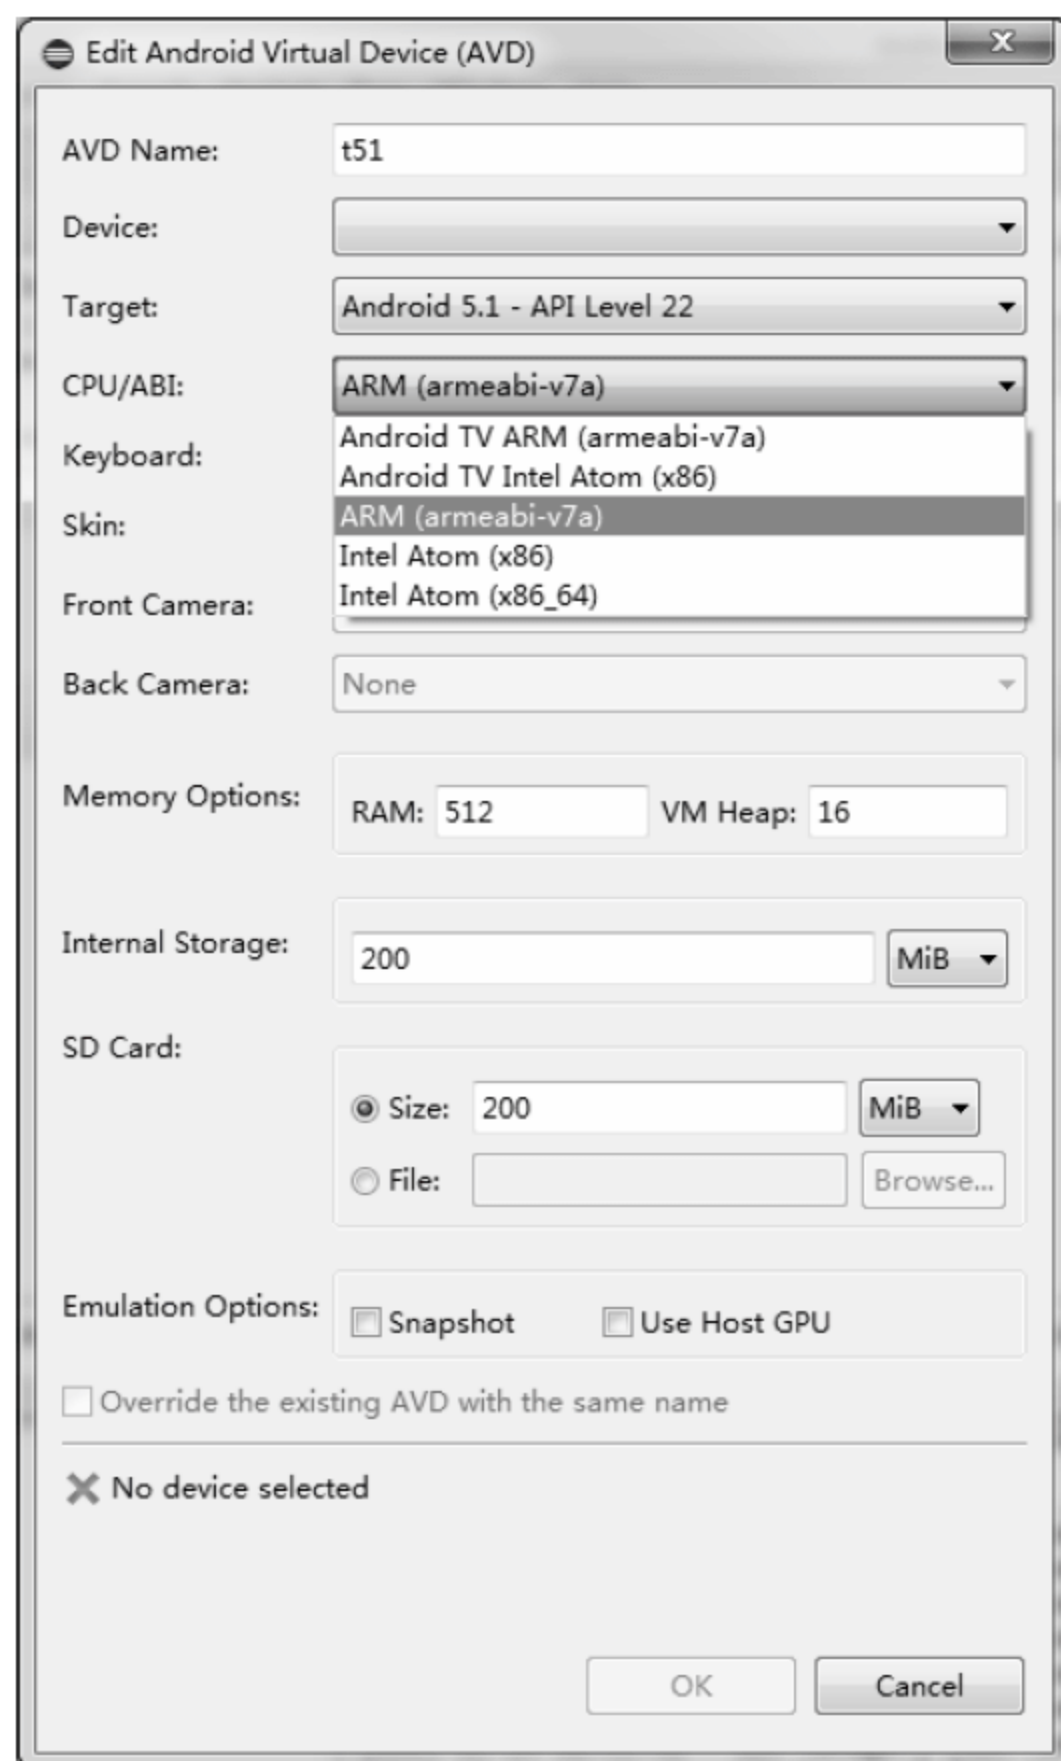 Edit Android Virtual Device (AVD)
AVD Name: t51
Device:
Target: Android 5.1 - API Level 22
CPU/ABI: ARM (armeabi-v7a)
Android TV ARM (armeabi-v7a)
Keyboard:
Android TV Intel Atom (x86)
ARM (armeabi-v7a)
Skin:
Intel Atom (x86)
Intel Atom (x86_64)
Front Camera:
Back Camera: None
Memory Options: RAM: 512 VM Heap: 16
Internal Storage: 200 MiB
SD Card:
Size: 200 MiB
File: Browse...
Emulation Options: Snapshot Use Host GPU
Override the existing AVD with the same name
No device selected
OK Cancel